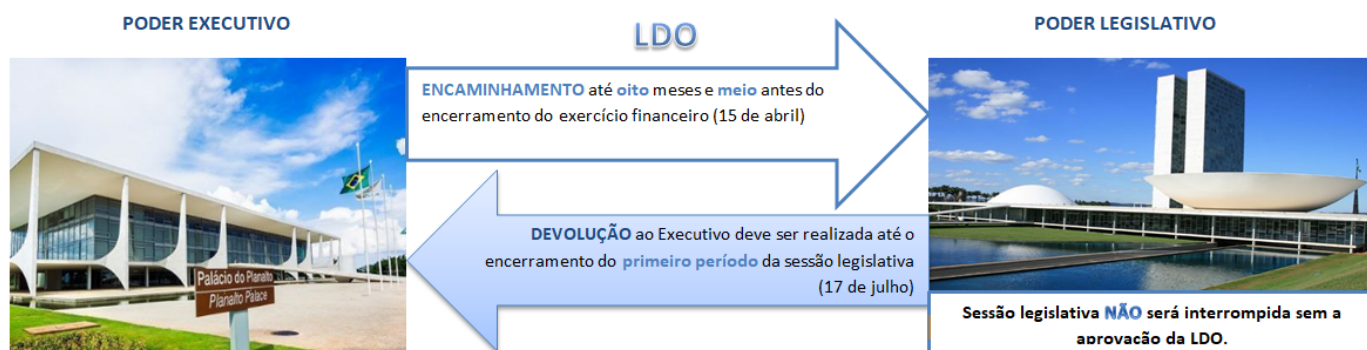 PODER EXECUTIVO
LDO
PODER LEGISLATIVO
ENCAMINHAMENTO até oito meses e meio antes do
encerramento do exercício financeiro (15 de abril)
DEVOLUÇÃO ao Executivo deve ser realizada até o
encerramento do primeiro período da sessão legislativa
(17 de julho)
Palácio do Planalto
Planalto Palace
Sessão legislativa NÃO será interrompida sem a
aprovação da LDO.